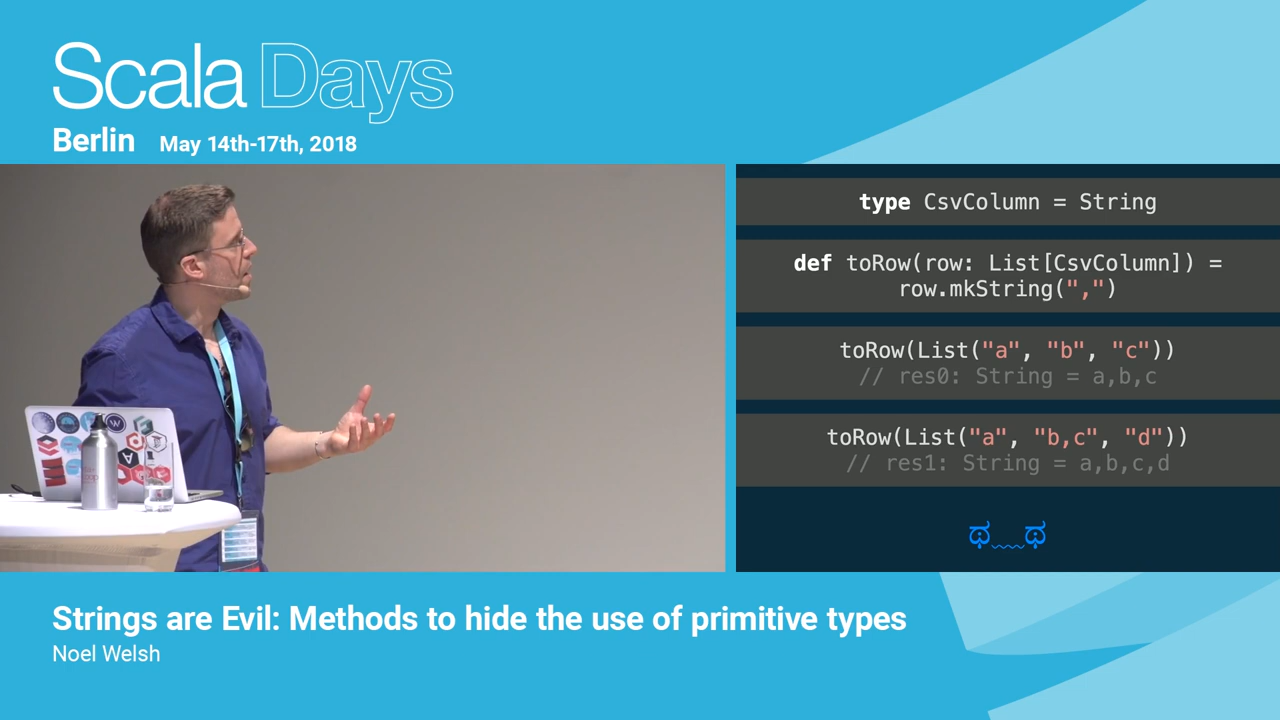 Scala Days
Berlin May 14th-17th, 2018
type CsvColumn = String
def toRow(row: List[CsvColumn]) =
row.mkString(",")
toRow(List("a", "b", "c"))
// res0: String = a,b,c
toRow(List("a", "b,c", "d"))
// res1: String = a,b,c,d
ಥ﹏ಥ
Strings are Evil: Methods to hide the use of primitive types
Noel Welsh